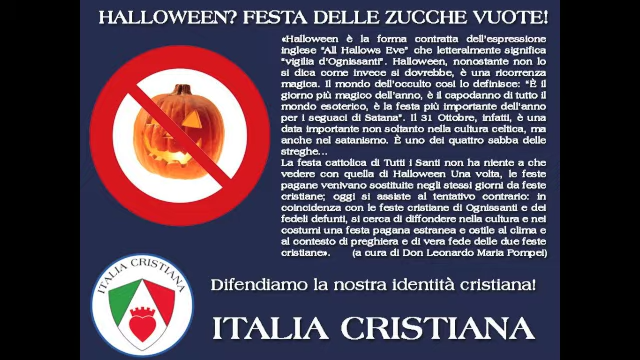 HALLOWEEN? FESTA DELLE ZUCCHE VUOTE!
«Halloween è la forma contratta dell'espressione
inglese "All Hallows Eve" che letteralmente significa
"vigilia d'Ognissanti". Halloween, nonostante non lo
si dica come invece si dovrebbe, è una ricorrenza
magica. Il mondo dell'occulto così lo definisce: "È il
giorno più magico dell'anno, è il capodanno di tutto il
mondo esoterico, è la festa più importante dell'anno
per i seguaci di Satana". Il 31 Ottobre, infatti, è una
data importante non soltanto nella cultura celtica, ma
anche nel satanismo. È uno dei quattro sabba delle
streghe...
La festa cattolica di Tutti i Santi non ha niente a che
vedere con quella di Halloween Una volta, le feste
pagane venivano sostituite negli stessi giorni da feste
cristiane; oggi si assiste al tentativo contrario: in
coincidenza con le feste cristiane di Ognissanti e dei
fedeli defunti, si cerca di diffondere nella cultura e nei
costumi una festa pagana estranea e ostile al clima e
al contesto di preghiera e di vera fede delle due feste
cristiane». (a cura di Don Leonardo Maria Pompei)
ITALIA CRISTIANA
Difendiamo la nostra identità cristiana!
ITALIA CRISTIANA